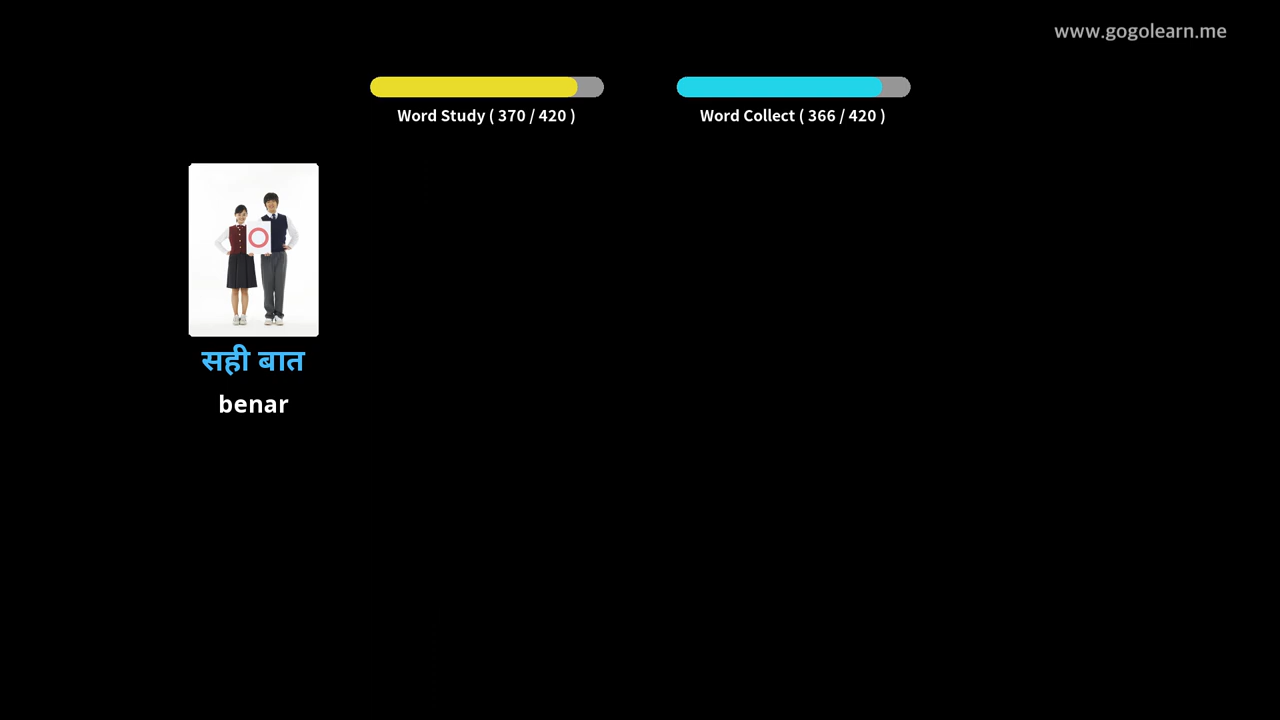 www.gogolearn.me
Word Study ( 370 / 420 )
Word Collect ( 366 / 420 )
सही बात
benar